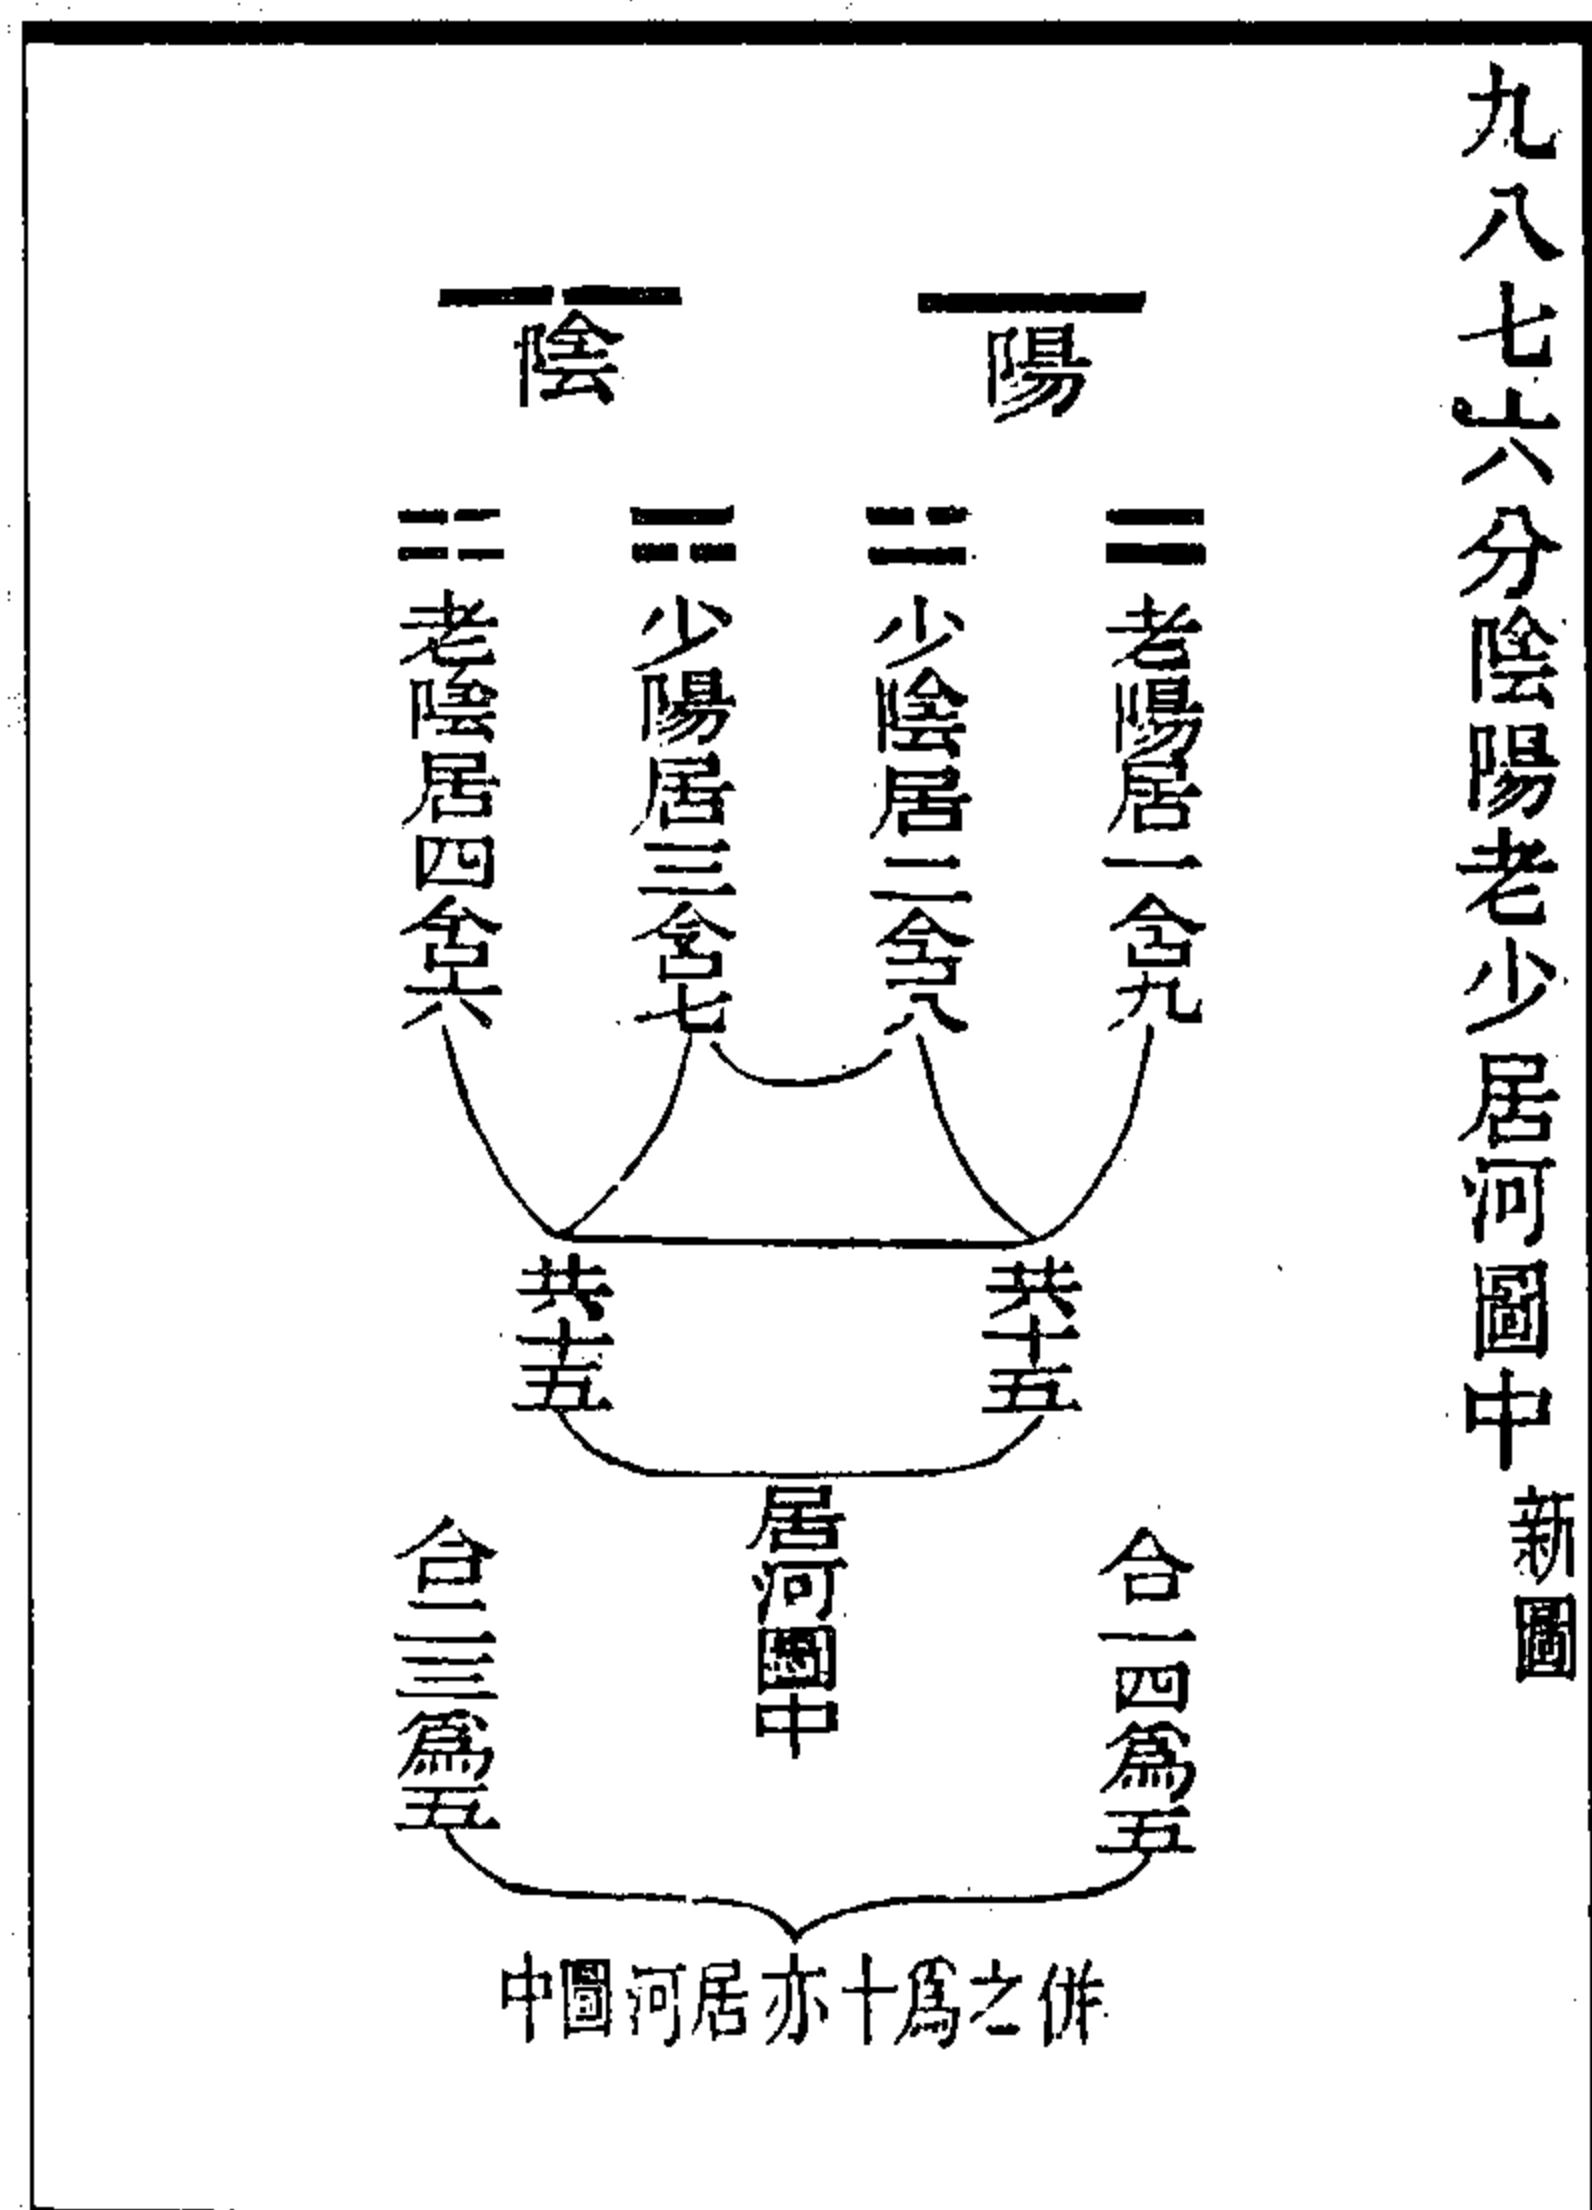 九八七六分陰陽老少居河圖中
新圖
陽
陰
老陽居一含九
少陰居二含八
少陽居三含七
老陰居四含六
共十五
共十五
居河圖中
合一四爲五
合二三爲五
併之爲十亦居河圖中